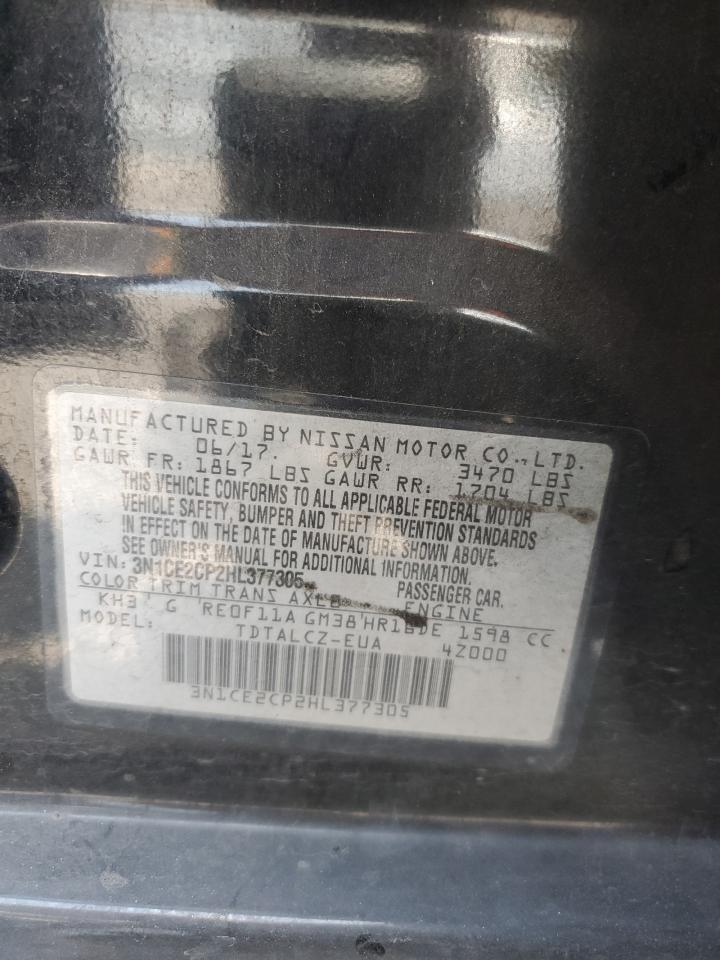 MANUFACTURED BY NISSAN MOTOR CO.,LTD.
DATE: 06/17. GVWR: 3470 LBS
GAWR FR: 1867 LBS GAWR RR: 1704 LBS
THIS VEHICLE CONFORMS TO ALL APPLICABLE FEDERAL MOTOR
VEHICLE SAFETY, BUMPER AND THEFT PREVENTION STANDARDS
IN EFFECT ON THE DATE OF MANUFACTURE SHOWN ABOVE.
SEE OWNER'S MANUAL FOR ADDITIONAL INFORMATION.
VIN: 3N1CE2CP2HL377305 PASSENGER CAR.
COLOR TRIM TRANS AXLE ENGINE
KH3 G RE0F11A GM38 HR16DE 1598 CC
MODEL: TDTALCZ-EUA 4Z000
3N1CE2CP2HL377305